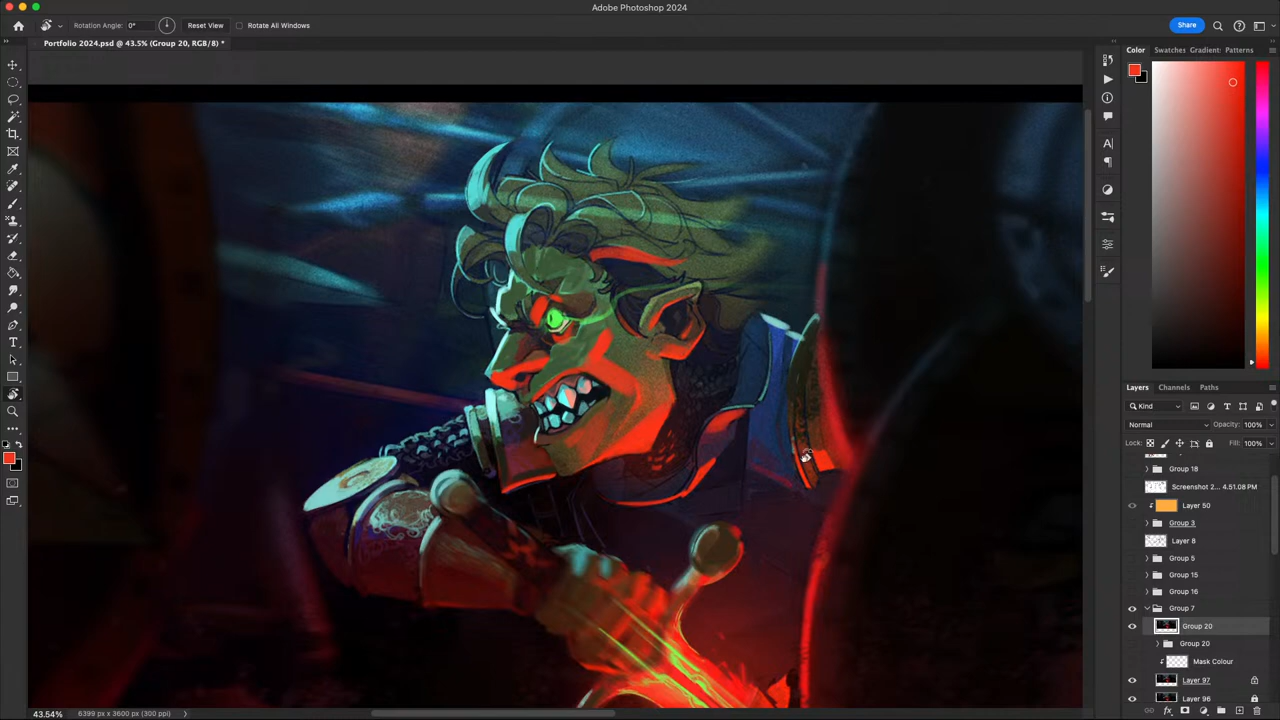 Adobe Photoshop 2024
Rotation Angle: 0° Reset View Rotate All Windows Share
Portfolio 2024.psd @ 43.5% (Group 20, RGB/8) *
Color Swatches Gradient: Patterns
Layers Channels Paths
Kind
Normal Opacity: 100%
Lock: Fill: 100%
Group 18
Screenshot 2... 4.51.08 PM
Layer 50
Group 3
Layer 8
Group 5
Group 15
Group 16
Group 7
Group 20
Group 20
Mask Colour
Layer 97
Layer 96
43.54% 6399 px x 3600 px (300 ppi)